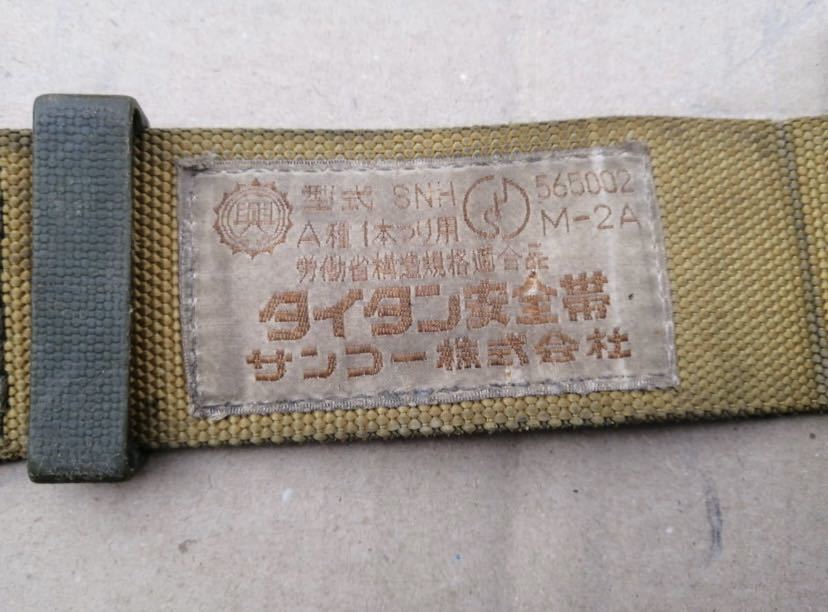 興 型式 SNH 565002
A種1本つり用 M-2A
労働省構造規格適合品
タイタン安全帯
サンコー株式会社